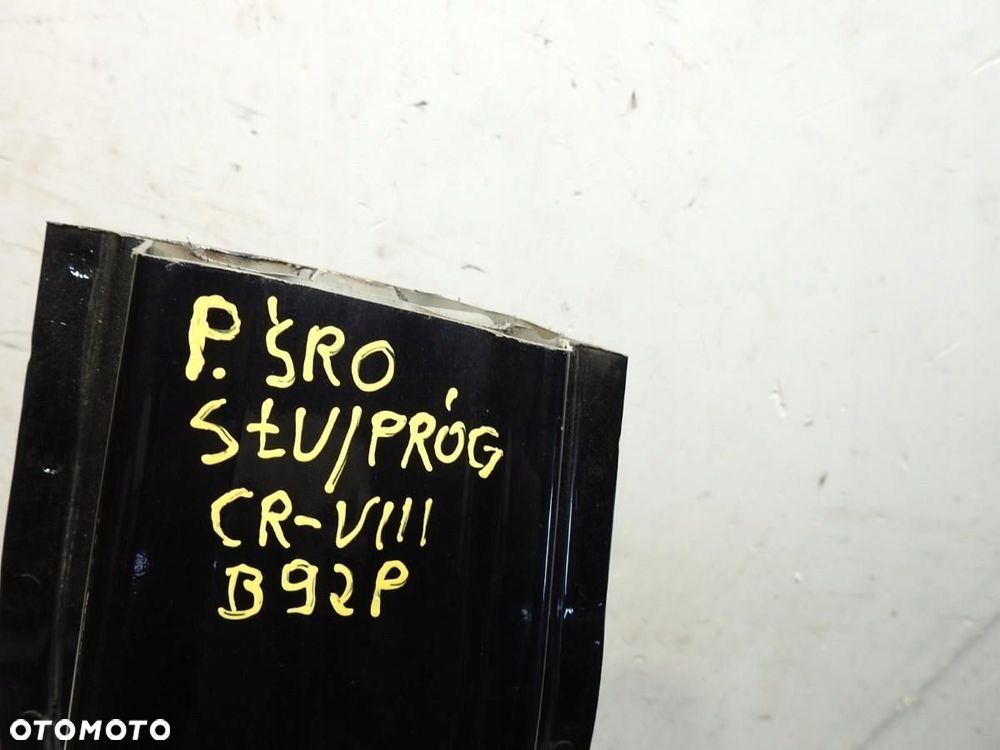 P. ŚRO
SŁU/PRÓG
CR-VIII
B92P
OTOMOTO